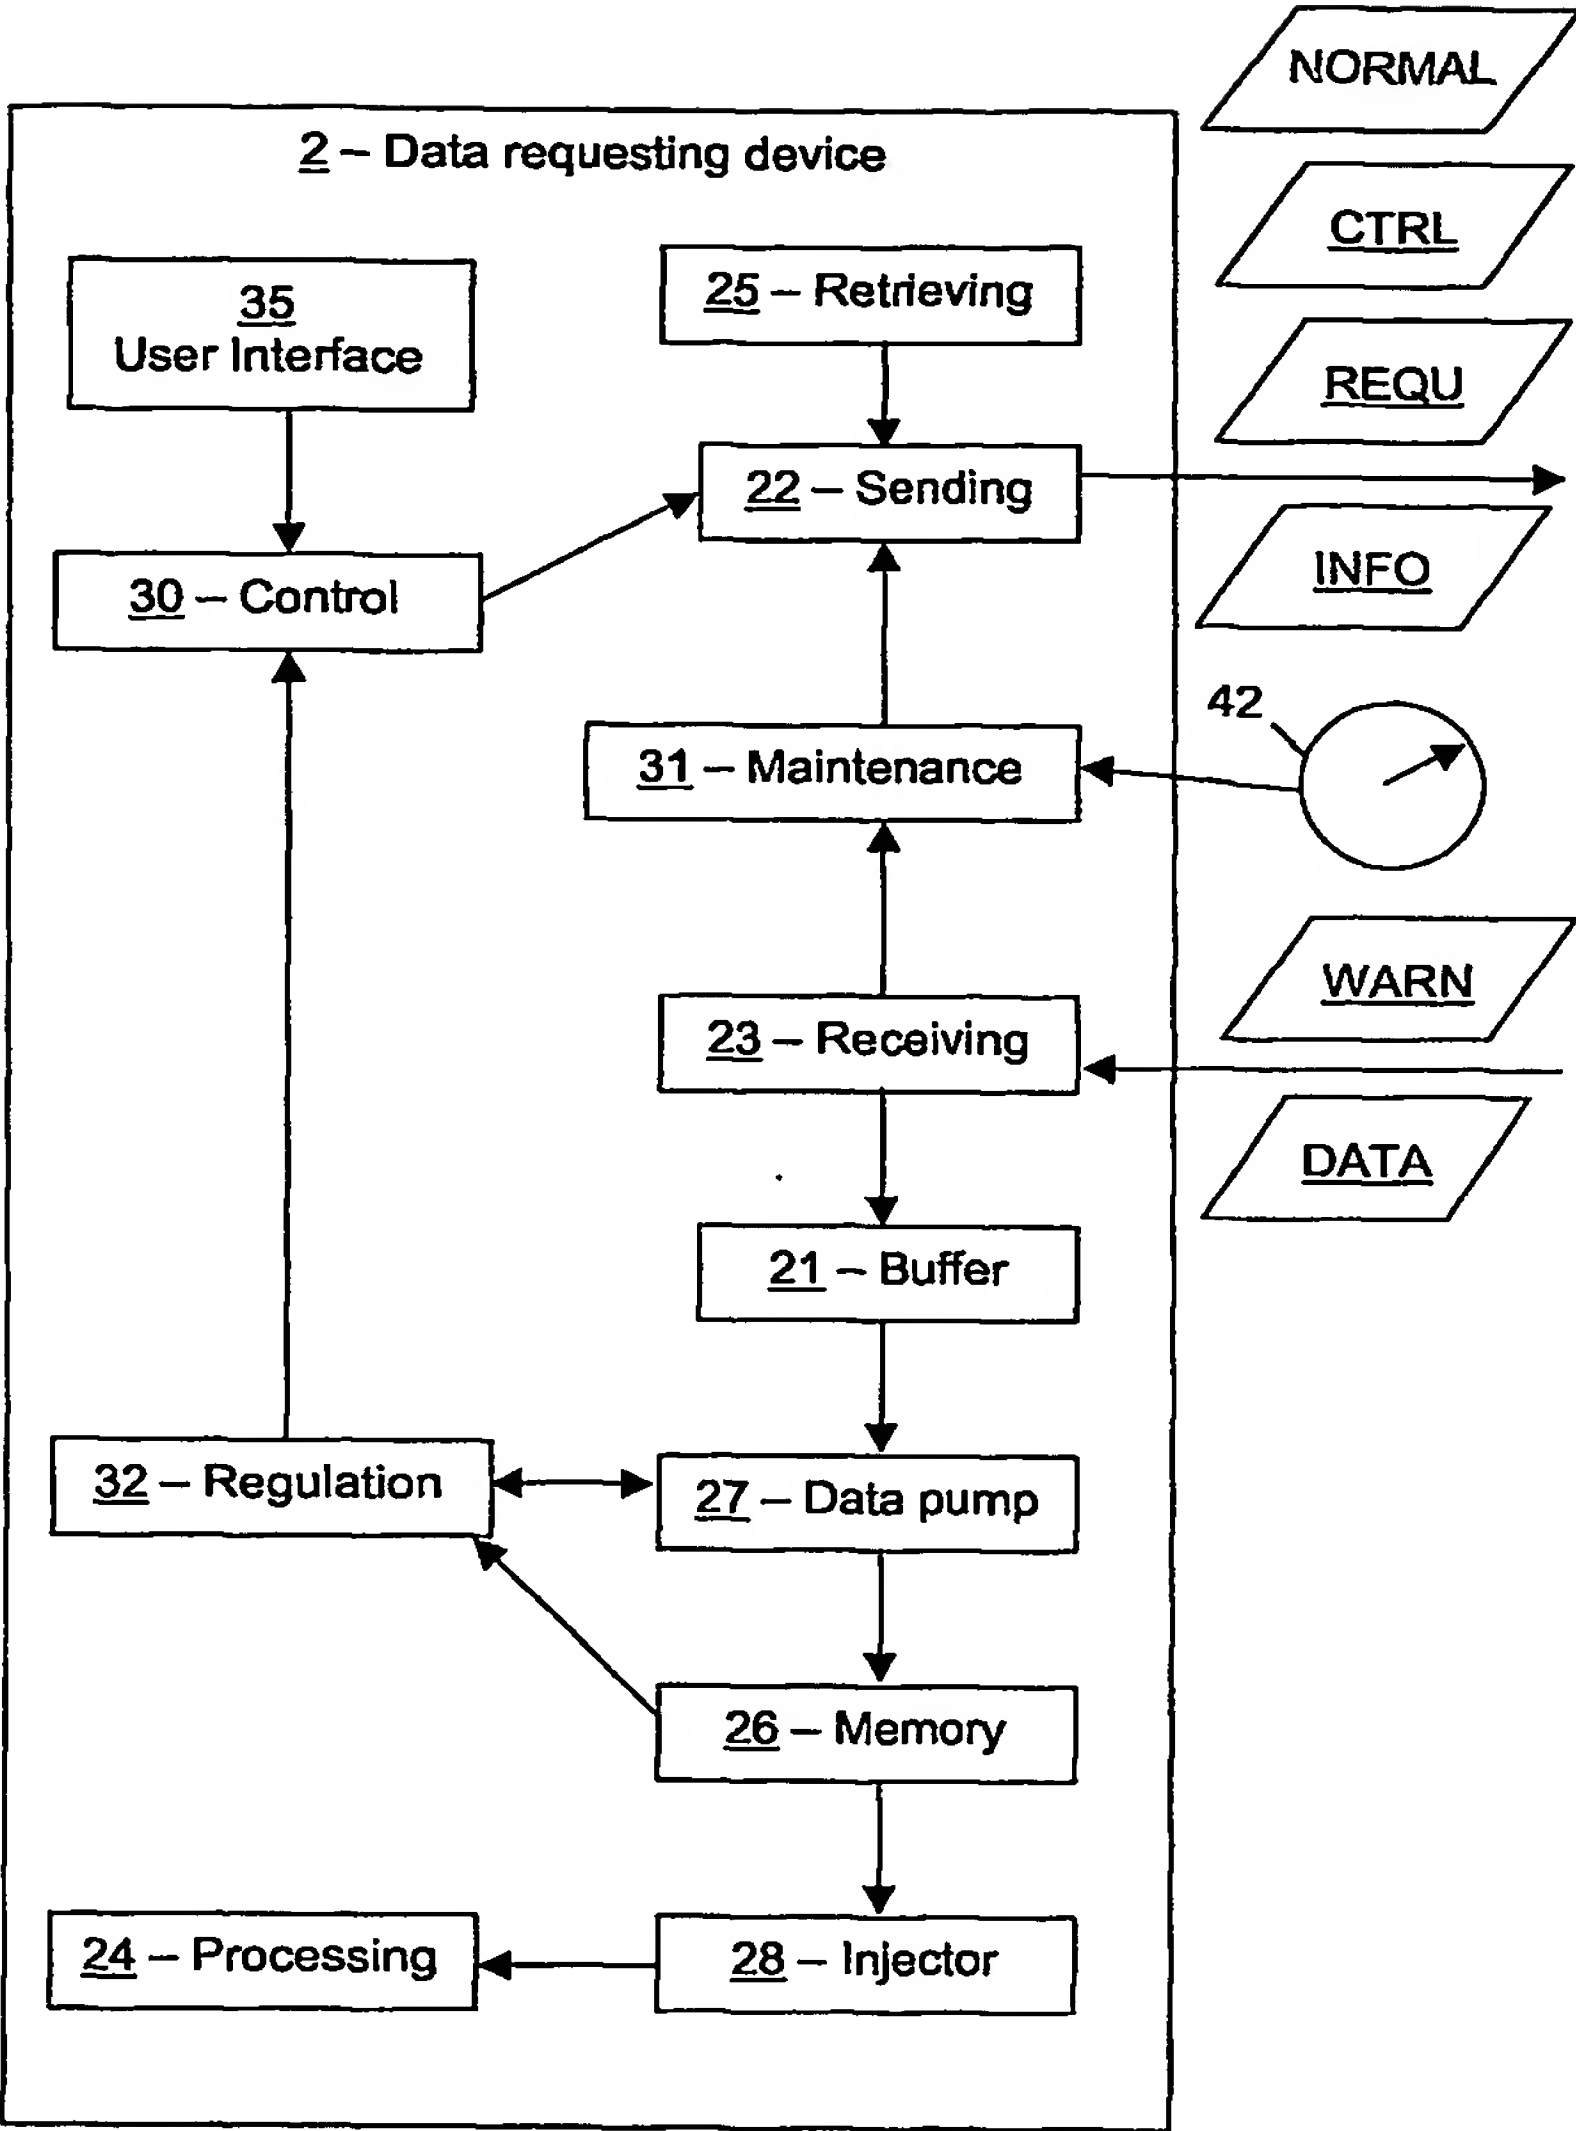 NORMAL
2 – Data requesting device
CTRL
35
User Interface
25 – Retrieving
REQU
22 – Sending
INFO
30 – Control
42
31 – Maintenance
WARN
23 – Receiving
DATA
21 – Buffer
32 – Regulation
27 – Data pump
26 – Memory
24 – Processing
28 – Injector